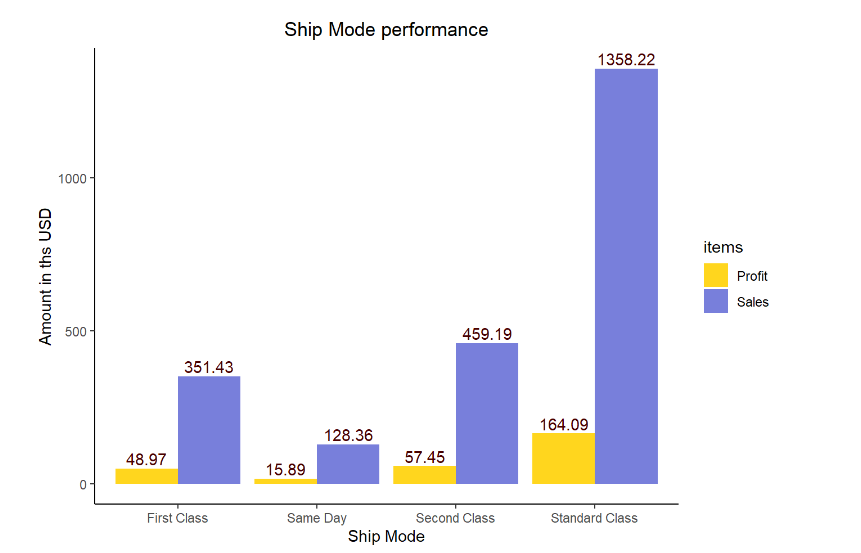 Ship Mode performance
1358.22
1000
items
Profit
Sales
Amount in ths USD
500
459.19
351.43
164.09
128.36
57.45
48.97
15.89
0
First Class Same Day Second Class Standard Class
Ship Mode